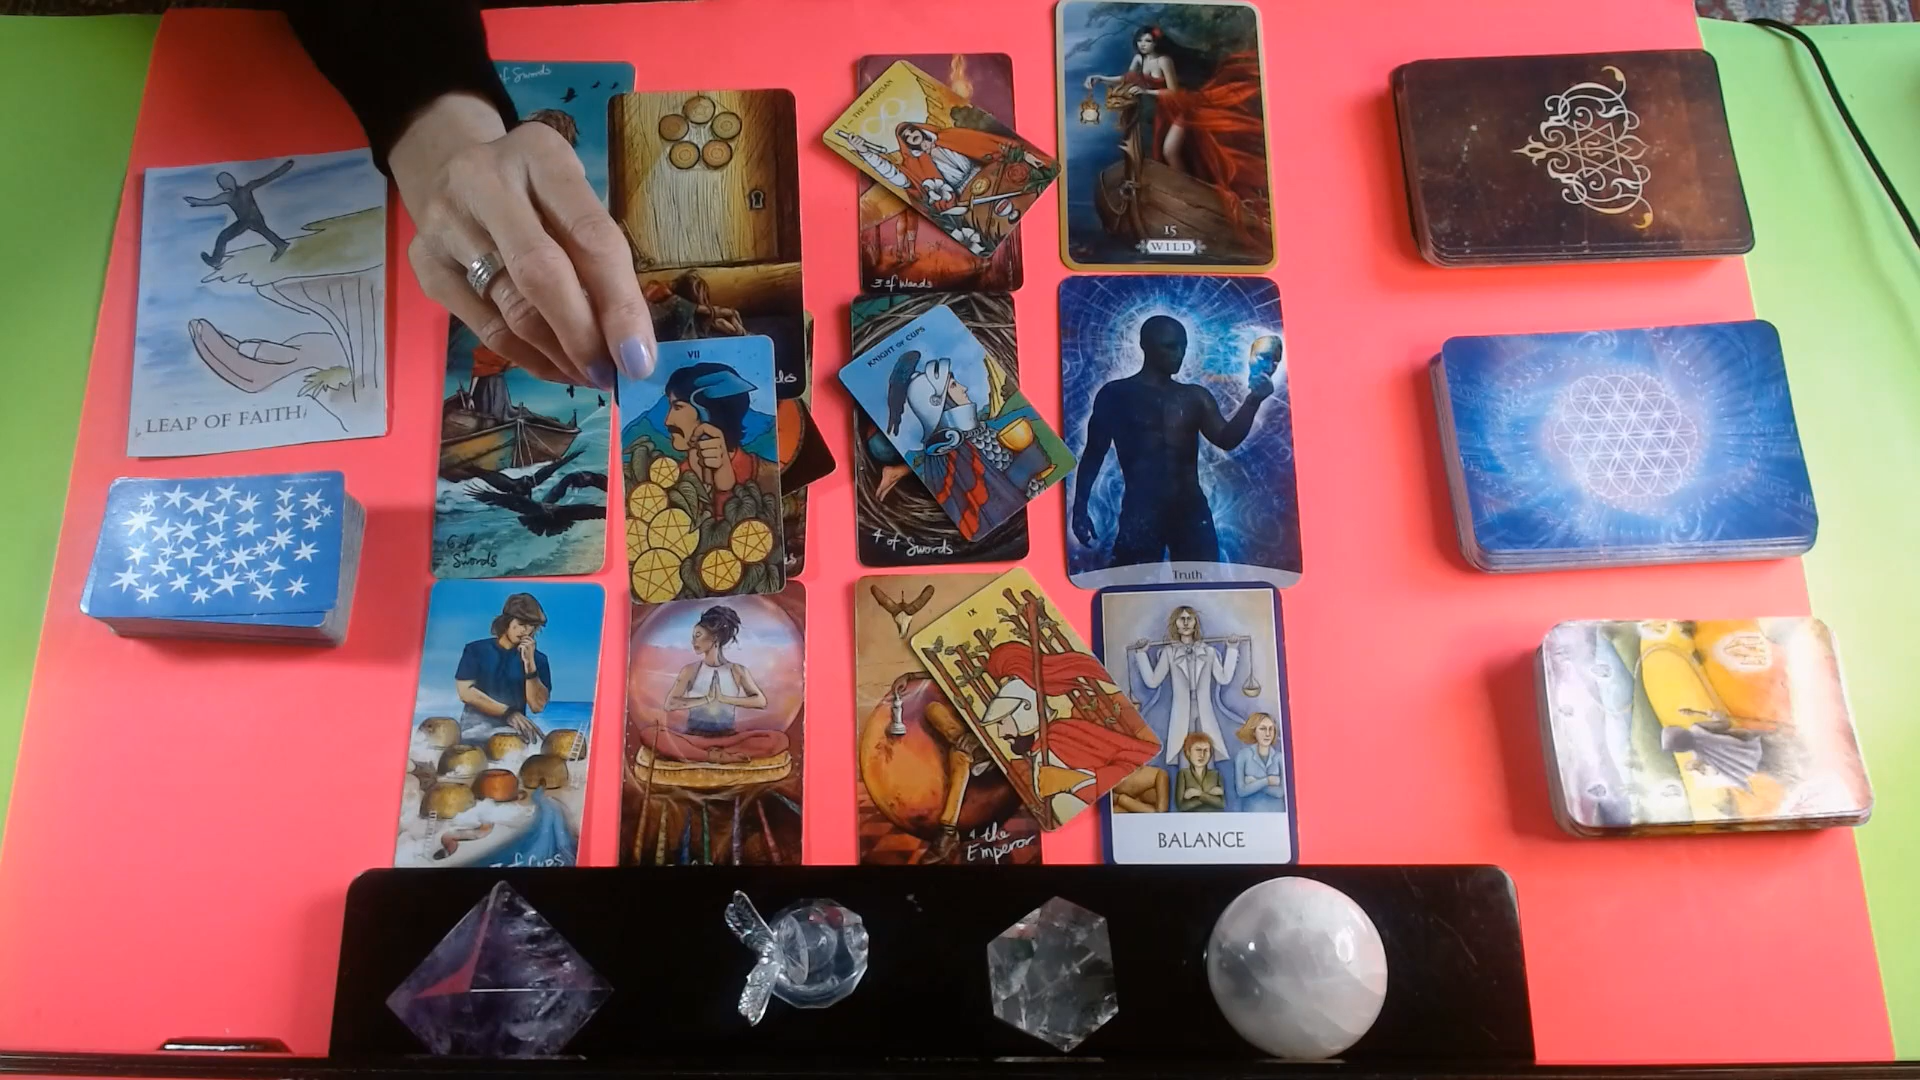 of Swords
I — THE MAGICIAN
3 of Wands
15
WILD
LEAP OF FAITH
VII
KNIGHT OF CUPS
6 of
Swords
4 of Swords
Truth
IX
4 the
Emperor
BALANCE
of Cups